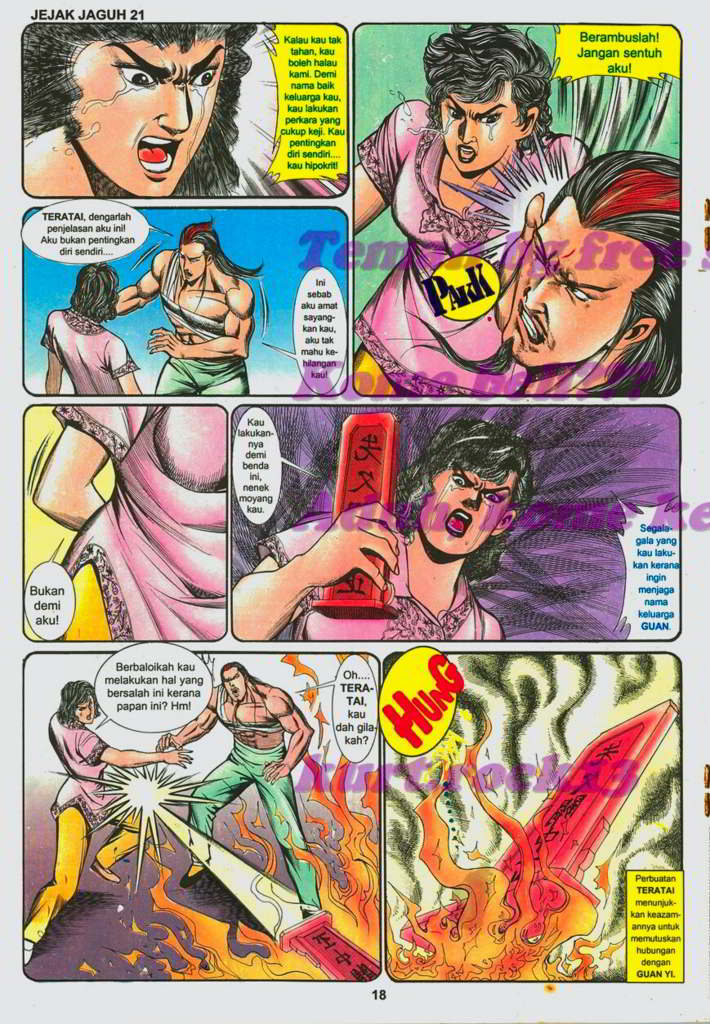 JEJAK JAGUH 21
Kalau kau tak
tahan, kau
boleh halau
kami. Demi
nama baik
keluarga kau,
kau lakukan
perkara yang
cukup keji. Kau
pentingkan
diri sendiri....
kau hipokrit!
Berambuslah!
Jangan sentuh
aku!
PAKK
TERATAI, dengarlah
penjelasan aku ini!
Aku bukan pentingkan
diri sendiri....
Ini
sebab
aku amat
sayang-
kan kau,
aku tak
mahu ke-
hilangan
kau!
Bukan
demi
aku!
Kau
lakukan-
nya
demi
benda
ini,
nenek
moyang
kau.
Segala-
gala yang
kau laku-
kan kerana
ingin
menjaga
nama
keluarga
GUAN.
Berbaloikah kau
melakukan hal yang
bersalah ini kerana
papan ini? Hm!
Oh....
TERA-
TAI,
kau
dah gila-
kah?
HUNG
Perbuatan
TERATAI
menunjuk-
kan keazam-
annya untuk
memutuskan
hubungan
dengan
GUAN YI.
18